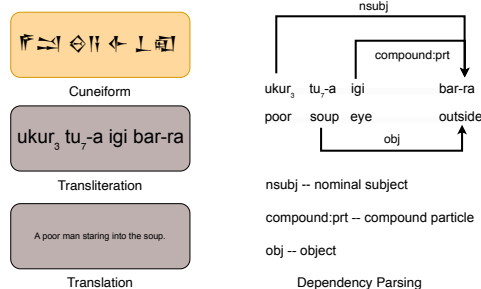 Cuneiform
ukur₃ tu₇-a igi bar-ra
Transliteration
A poor man staring into the soup.
Translation
nsubj
compound:prt
ukur₃ tu₇-a igi bar-ra
poor soup eye outside
obj
nsubj -- nominal subject
compound:prt -- compound particle
obj -- object
Dependency Parsing